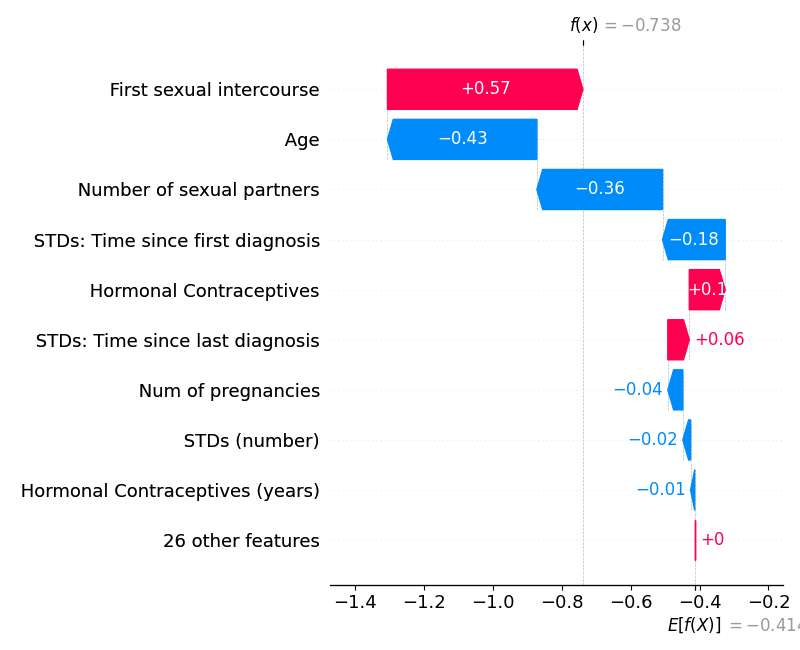 f(x) = −0.738
First sexual intercourse +0.57
Age −0.43
Number of sexual partners −0.36
STDs: Time since first diagnosis −0.18
Hormonal Contraceptives +0.1
STDs: Time since last diagnosis +0.06
Num of pregnancies −0.04
STDs (number) −0.02
Hormonal Contraceptives (years) −0.01
26 other features +0
−1.4 −1.2 −1.0 −0.8 −0.6 −0.4 −0.2
E[f(X)] = −0.414